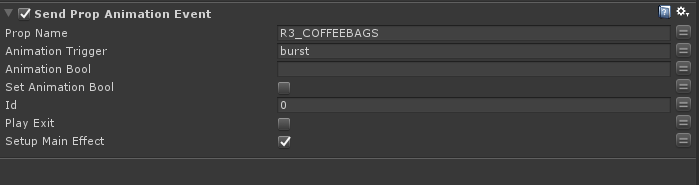 Send Prop Animation Event
Prop Name R3_COFFEEBAGS
Animation Trigger burst
Animation Bool
Set Animation Bool
Id 0
Play Exit
Setup Main Effect